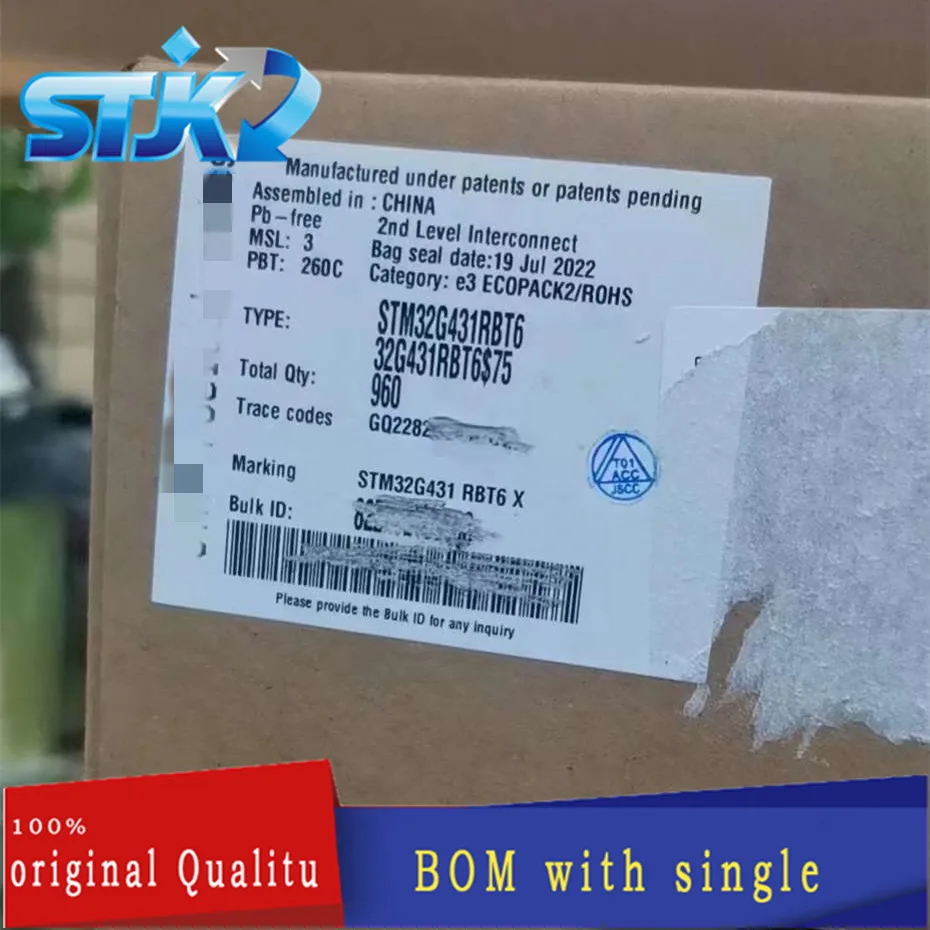 STJK
Manufactured under patents or patents pending
Assembled in : CHINA
Pb-free 2nd Level Interconnect
MSL: 3 Bag seal date:19 Jul 2022
PBT: 260C Category: e3 ECOPACK2/ROHS
TYPE: STM32G431RBT6
32G431RBT6$75
Total Qty: 960
Trace codes GQ2282
Marking STM32G431 RBT6 X
Bulk ID:
Please provide the Bulk ID for any inquiry
T01
ACC
JSCC
100%
original Qualitu
BOM with single